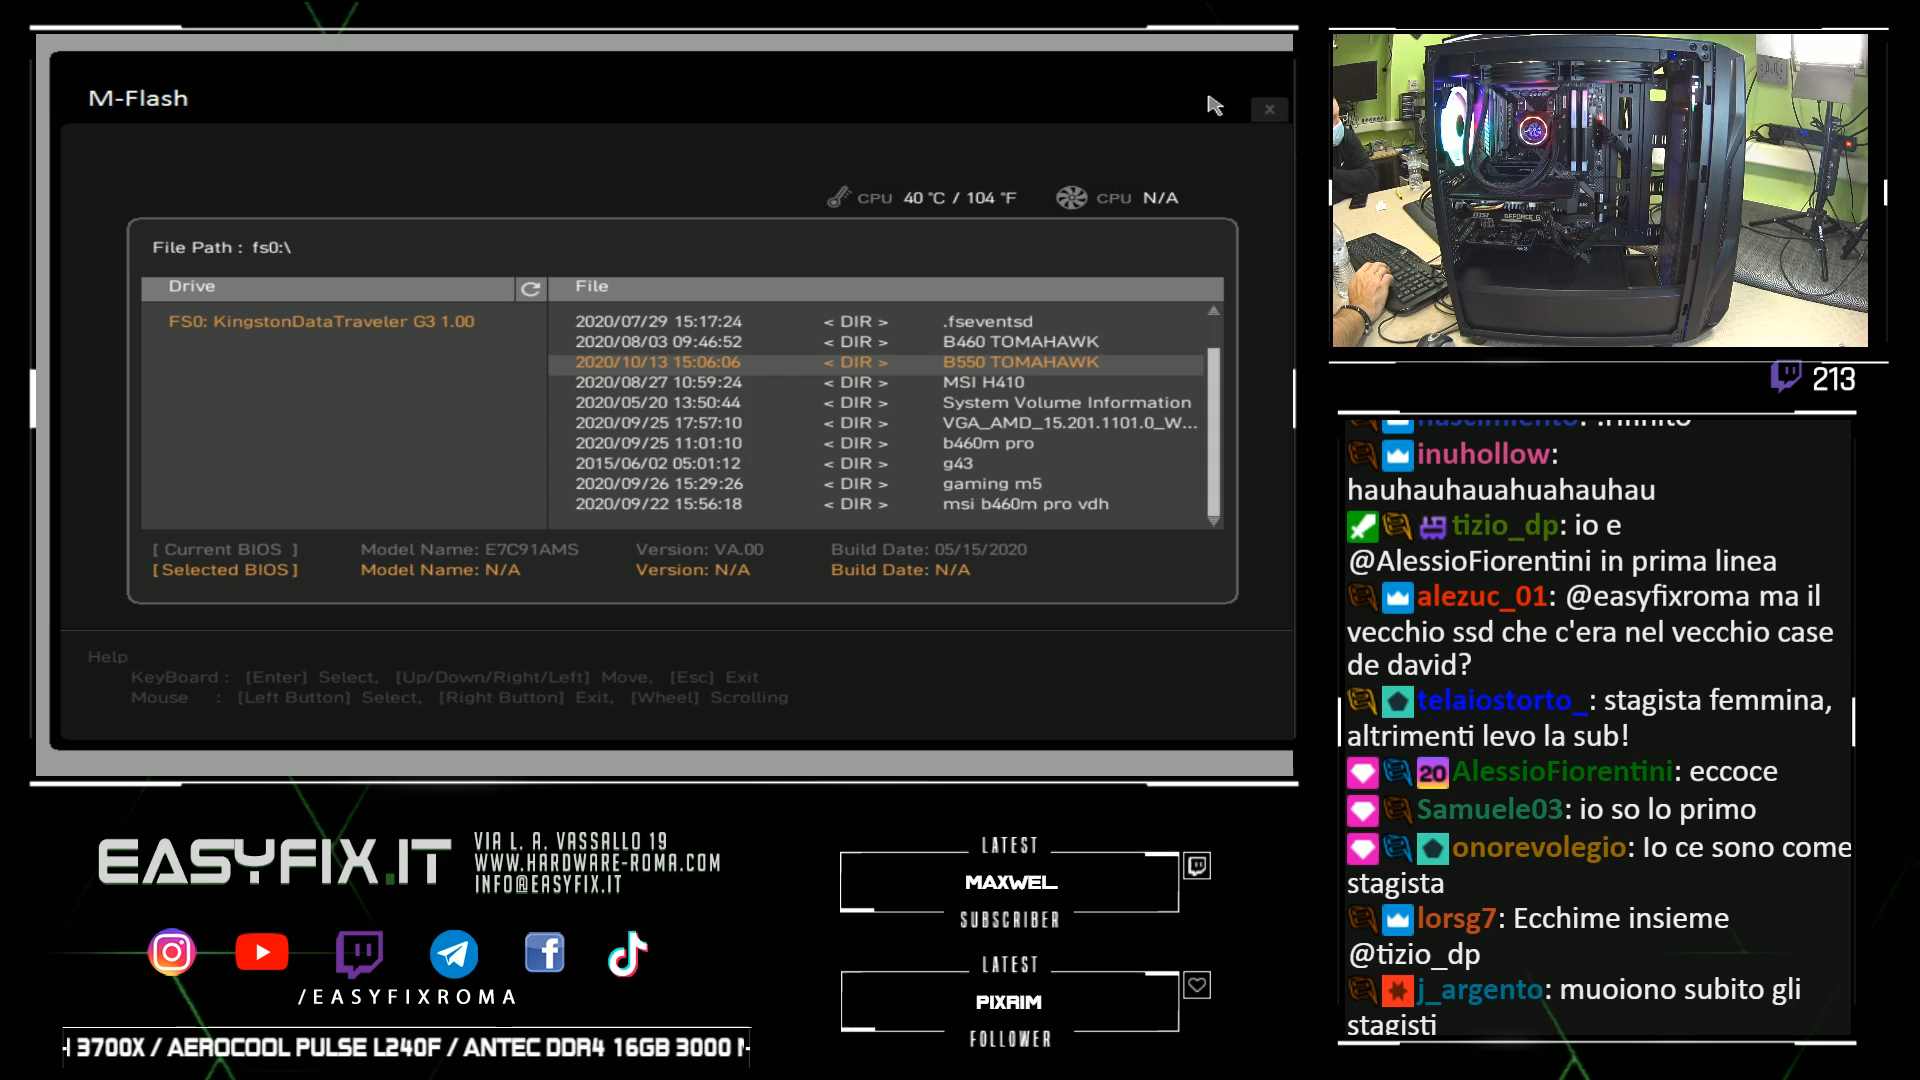 M-Flash
x
CPU 40 °C / 104 °F CPU N/A
File Path : fs0:\
Drive File
FS0: KingstonDataTraveler G3 1.00
2020/07/29 15:17:24 < DIR > .fseventsd
2020/08/03 09:46:52 < DIR > B460 TOMAHAWK
2020/10/13 15:06:06 < DIR > B550 TOMAHAWK
2020/08/27 10:59:24 < DIR > MSI H410
2020/05/20 13:50:44 < DIR > System Volume Information
2020/09/25 17:57:10 < DIR > VGA_AMD_15.201.1101.0_W...
2020/09/25 11:01:10 < DIR > b460m pro
2015/06/02 05:01:12 < DIR > g43
2020/09/26 15:29:26 < DIR > gaming m5
2020/09/22 15:56:18 < DIR > msi b460m pro vdh
[ Current BIOS ] Model Name: E7C91AMS Version: VA.00 Build Date: 05/15/2020
[ Selected BIOS ] Model Name: N/A Version: N/A Build Date: N/A
Help
KeyBoard : [Enter] Select, [Up/Down/Right/Left] Move, [Esc] Exit
Mouse : [Left Button] Select, [Right Button] Exit, [Wheel] Scrolling
EASYFIX.IT
VIA L. A. VASSALLO 19
WWW.HARDWARE-ROMA.COM
INFO@EASYFIX.IT
/EASYFIXROMA
3700X / AEROCOOL PULSE L240F / ANTEC DDR4 16GB 3000
LATEST
MAXWEL
SUBSCRIBER
LATEST
PIXRIM
FOLLOWER
MSI GEFORCE G
213
inuhollow:
hauhauhauahuahauhau
tizio_dp: io e
@AlessioFiorentini in prima linea
alezuc_01: @easyfixroma ma il
vecchio ssd che c'era nel vecchio case
de david?
telaiostorto_: stagista femmina,
altrimenti levo la sub!
20 AlessioFiorentini: eccoce
Samuele03: io so lo primo
onorevolegio: Io ce sono come
stagista
lorsg7: Ecchime insieme
@tizio_dp
j_argento: muoiono subito gli
stagisti